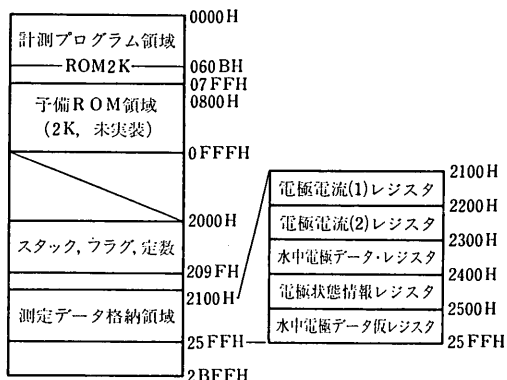 0000H
計測プログラム領域
ROM2K
060BH
07FFH
0800H
予備ROM領域
(2K, 未実装)
0FFFH
2000H
スタック, フラグ, 定数
209FH
2100H
測定データ格納領域
25FFH
2BFFH
2100H
電極電流(1)レジスタ
2200H
電極電流(2)レジスタ
2300H
水中電極データ・レジスタ
2400H
電極状態情報レジスタ
2500H
水中電極データ仮レジスタ
25FFH